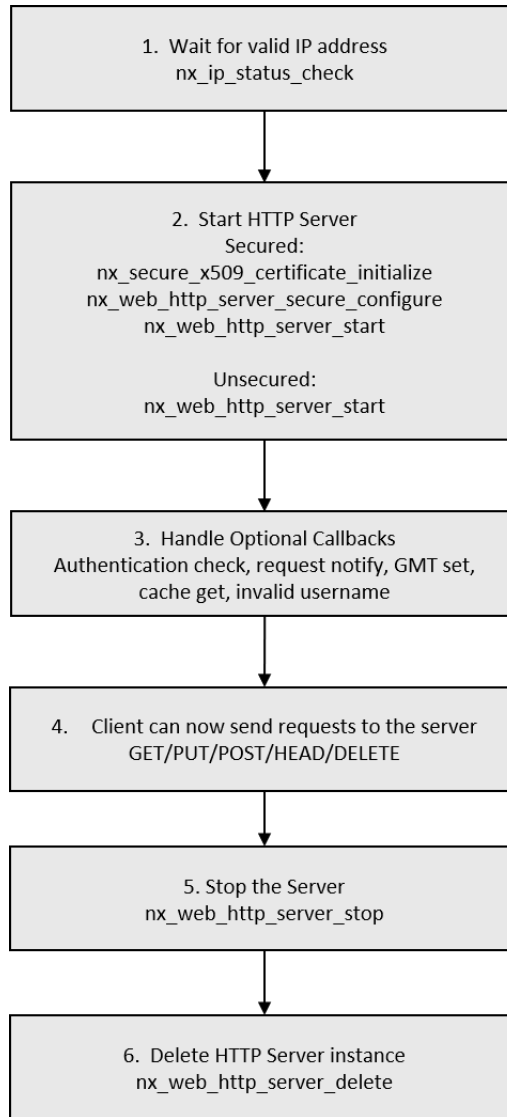 1. Wait for valid IP address
nx_ip_status_check
2. Start HTTP Server
Secured:
nx_secure_x509_certificate_initialize
nx_web_http_server_secure_configure
nx_web_http_server_start
Unsecured:
nx_web_http_server_start
3. Handle Optional Callbacks
Authentication check, request notify, GMT set,
cache get, invalid username
4. Client can now send requests to the server
GET/PUT/POST/HEAD/DELETE
5. Stop the Server
nx_web_http_server_stop
6. Delete HTTP Server instance
nx_web_http_server_delete